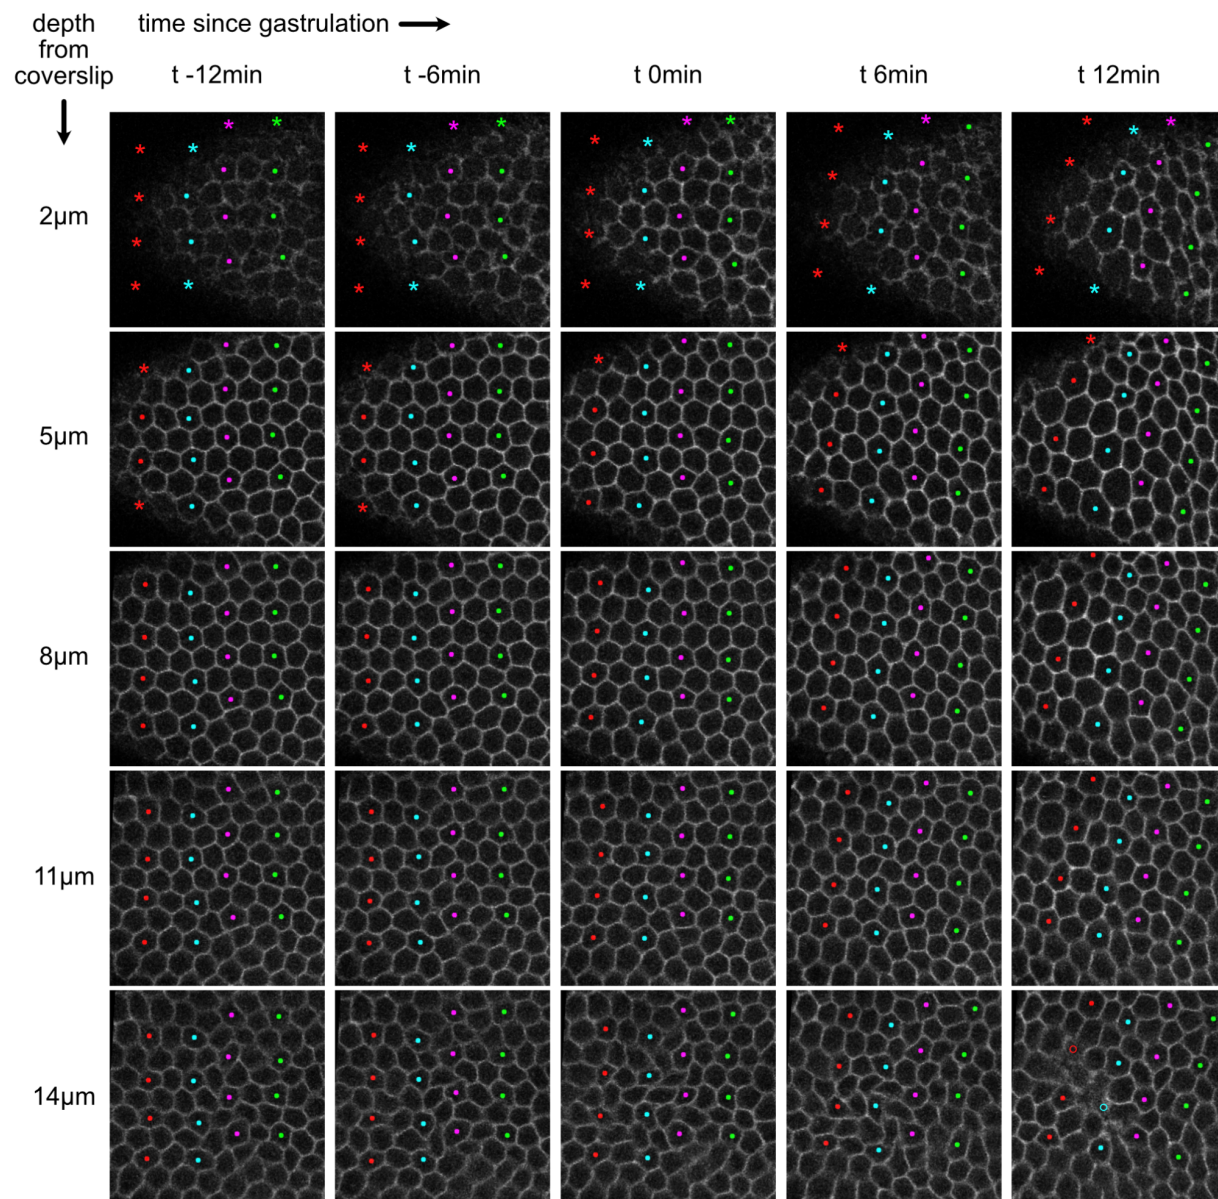 depth
from
coverslip
time since gastrulation
t -12min
t -6min
t 0min
t 6min
t 12min
2µm
5µm
8µm
11µm
14µm